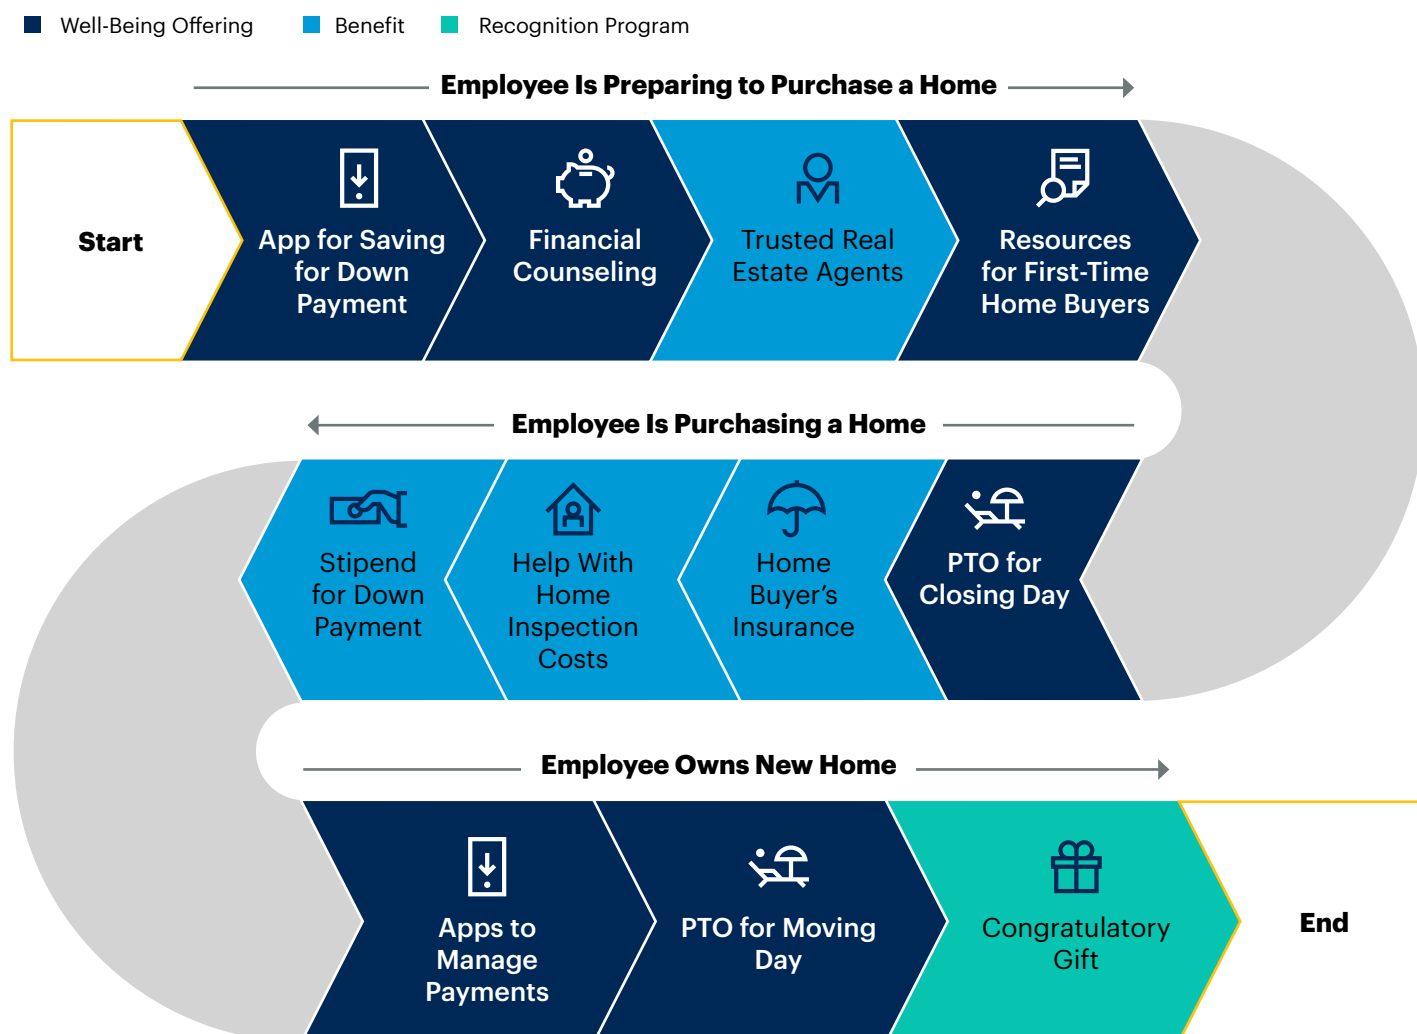 Well-Being Offering Benefit Recognition Program
Employee Is Preparing to Purchase a Home
Start
App for Saving
for Down
Payment
Financial
Counseling
Trusted Real
Estate Agents
Resources
for First-Time
Home Buyers
Employee Is Purchasing a Home
PTO for
Closing Day
Home
Buyer’s
Insurance
Help With
Home
Inspection
Costs
Stipend
for Down
Payment
Employee Owns New Home
Apps to
Manage
Payments
PTO for Moving
Day
Congratulatory
Gift
End